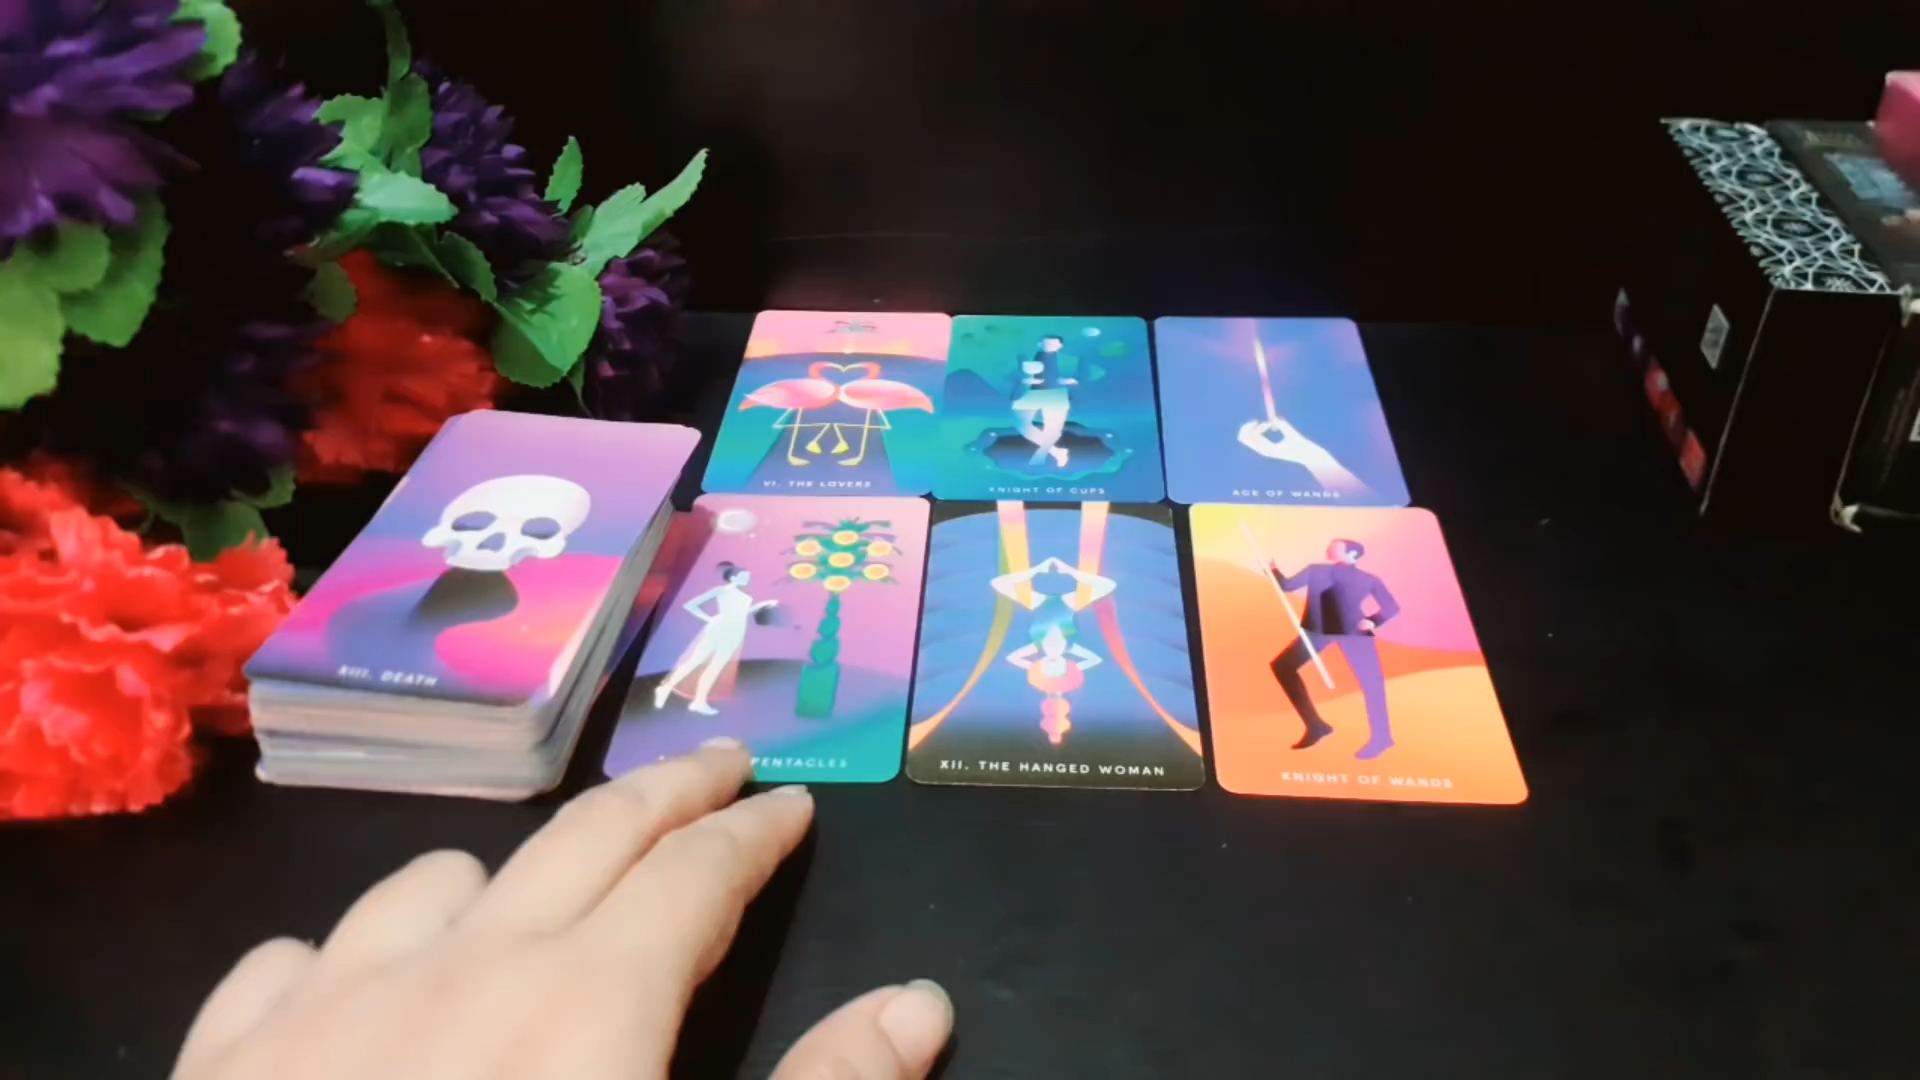 VI. THE LOVERS
KNIGHT OF CUPS
ACE OF WANDS
XIII. DEATH
PENTACLES
XII. THE HANGED WOMAN
KNIGHT OF WANDS